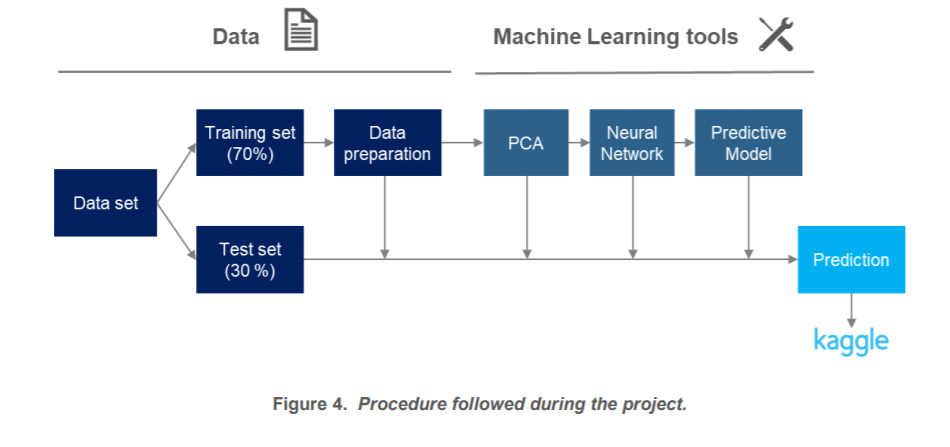 Data
Machine Learning tools
Training set
(70%)
Data
preparation
PCA
Neural
Network
Predictive
Model
Data set
Test set
(30 %)
Prediction
kaggle
Figure 4. Procedure followed during the project.